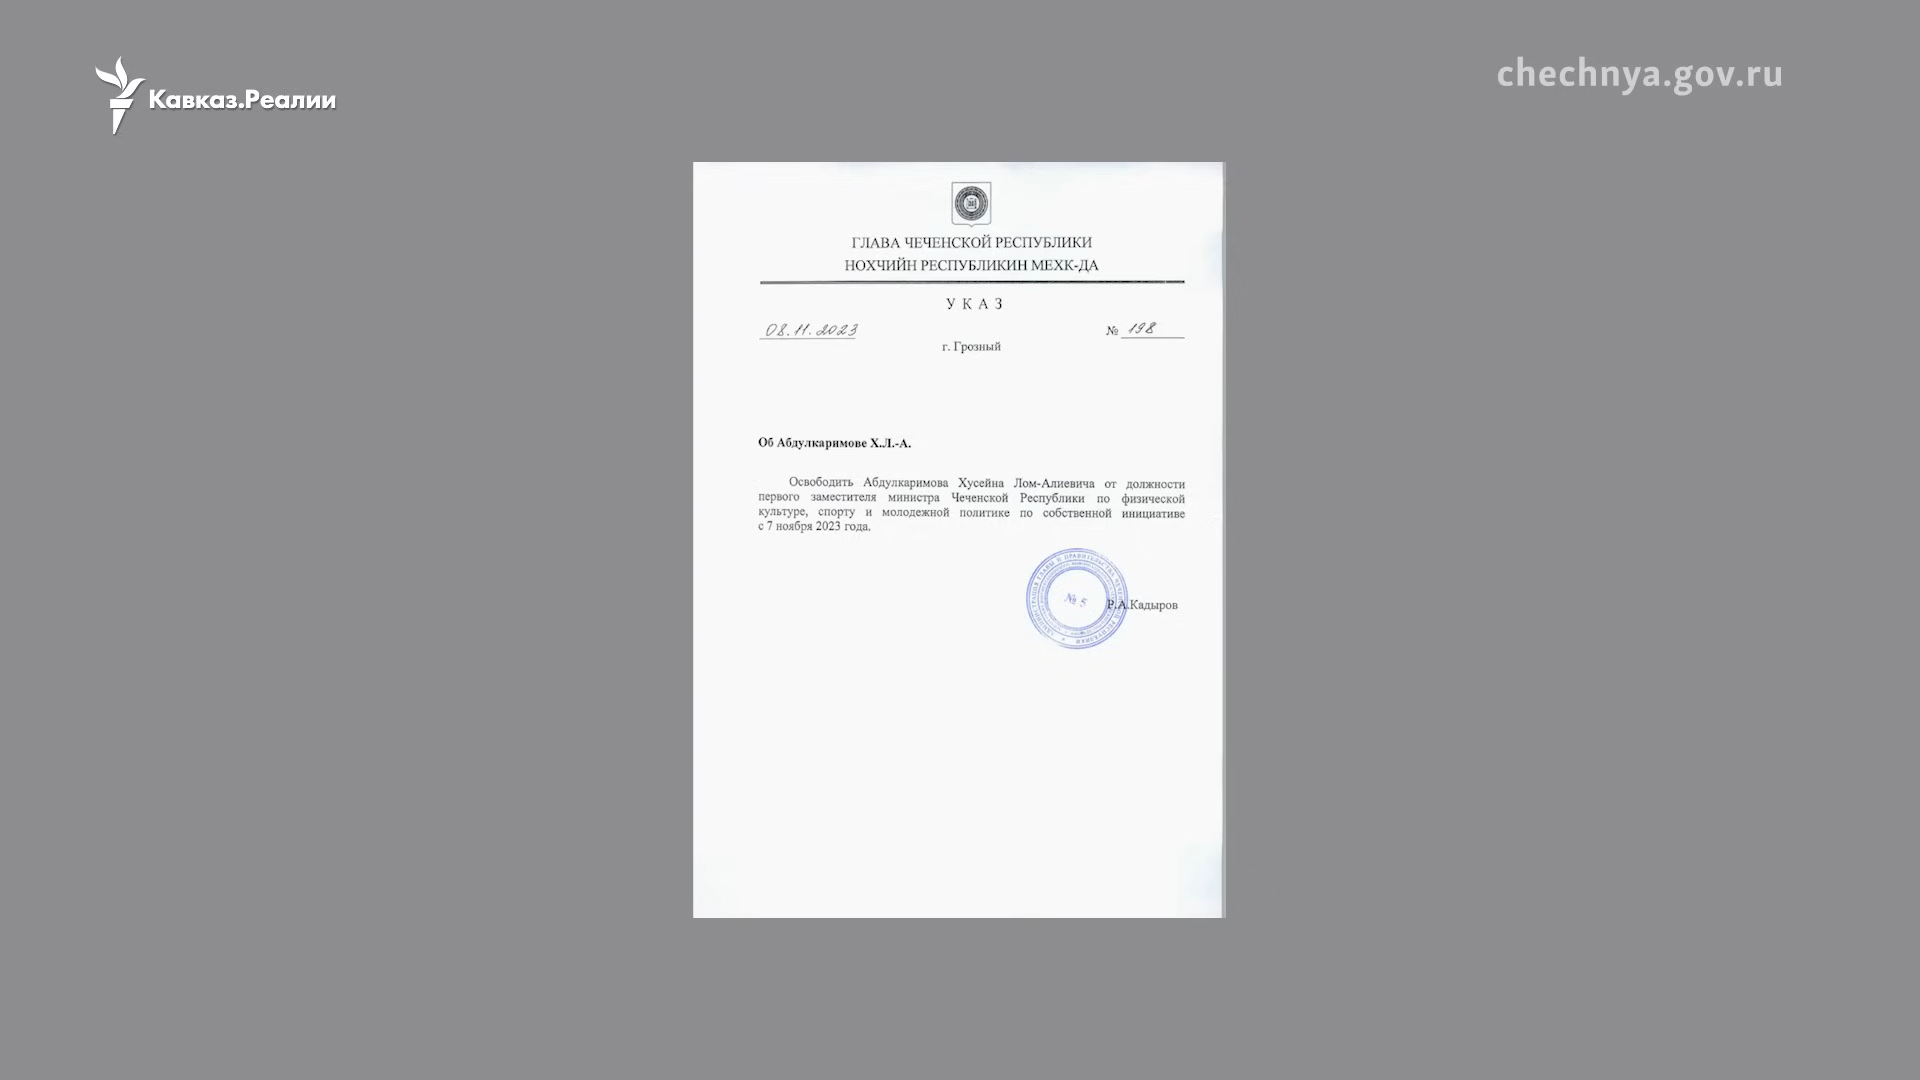 Кавказ.Реалии
chechnya.gov.ru
ГЛАВА ЧЕЧЕНСКОЙ РЕСПУБЛИКИ
НОХЧИЙН РЕСПУБЛИКИН МЕХК-ДА
У К А З
08.11.2023
№ 198
г. Грозный
Об Абдулкаримове Х.Л.-А.
Освободить Абдулкаримова Хусейна Лом-Алиевича от должности
первого заместителя министра Чеченской Республики по физической
культуре, спорту и молодежной политике по собственной инициативе
с 7 ноября 2023 года.
№ 5
Р.А.Кадыров